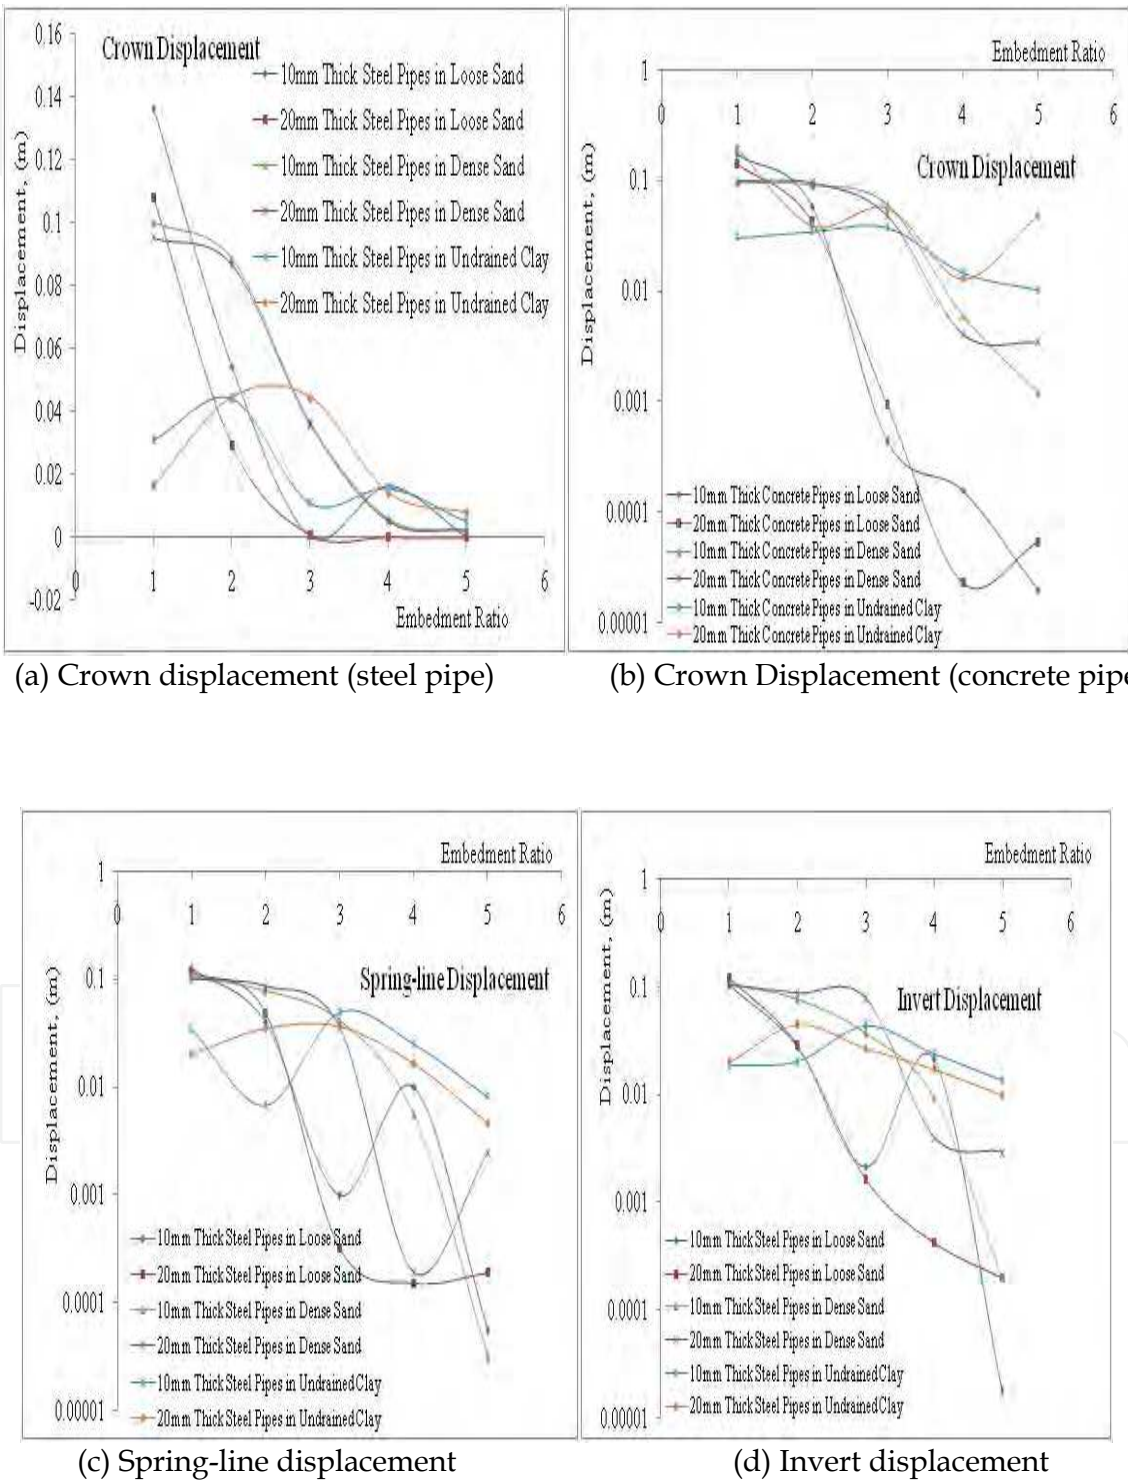 Crown Displacement
0.16
0.14
0.12
0.1
0.08
0.06
0.04
0.02
0
-0.02
Displacement, (m)
10mm Thick Steel Pipes in Loose Sand
20mm Thick Steel Pipes in Loose Sand
10mm Thick Steel Pipes in Dense Sand
20mm Thick Steel Pipes in Dense Sand
10mm Thick Steel Pipes in Undrained Clay
20mm Thick Steel Pipes in Undrained Clay
0 1 2 3 4 5 6
Embedment Ratio
(a) Crown displacement (steel pipe)
Embedment Ratio
1
0.1
0.01
0.001
0.0001
0.00001
0 1 2 3 4 5 6
Displacement, (m)
Crown Displacement
10mm Thick Concrete Pipes in Loose Sand
20mm Thick Concrete Pipes in Loose Sand
10mm Thick Concrete Pipes in Dense Sand
20mm Thick Concrete Pipes in Dense Sand
10mm Thick Concrete Pipes in Undrained Clay
20mm Thick Concrete Pipes in Undrained Clay
(b) Crown Displacement (concrete pipe
Embedment Ratio
1
0.1
0.01
0.001
0.0001
0.00001
0 1 2 3 4 5 6
Displacement, (m)
Spring-line Displacement
10mm Thick Steel Pipes in Loose Sand
20mm Thick Steel Pipes in Loose Sand
10mm Thick Steel Pipes in Dense Sand
20mm Thick Steel Pipes in Dense Sand
10mm Thick Steel Pipes in Undrained Clay
20mm Thick Steel Pipes in Undrained Clay
(c) Spring-line displacement
Embedment Ratio
1
0.1
0.01
0.001
0.0001
0.00001
0 1 2 3 4 5 6
Displacement, (m)
Invert Displacement
10mm Thick Steel Pipes in Loose Sand
20mm Thick Steel Pipes in Loose Sand
10mm Thick Steel Pipes in Dense Sand
20mm Thick Steel Pipes in Dense Sand
10mm Thick Steel Pipes in Undrained Clay
20mm Thick Steel Pipes in Undrained Clay
(d) Invert displacement